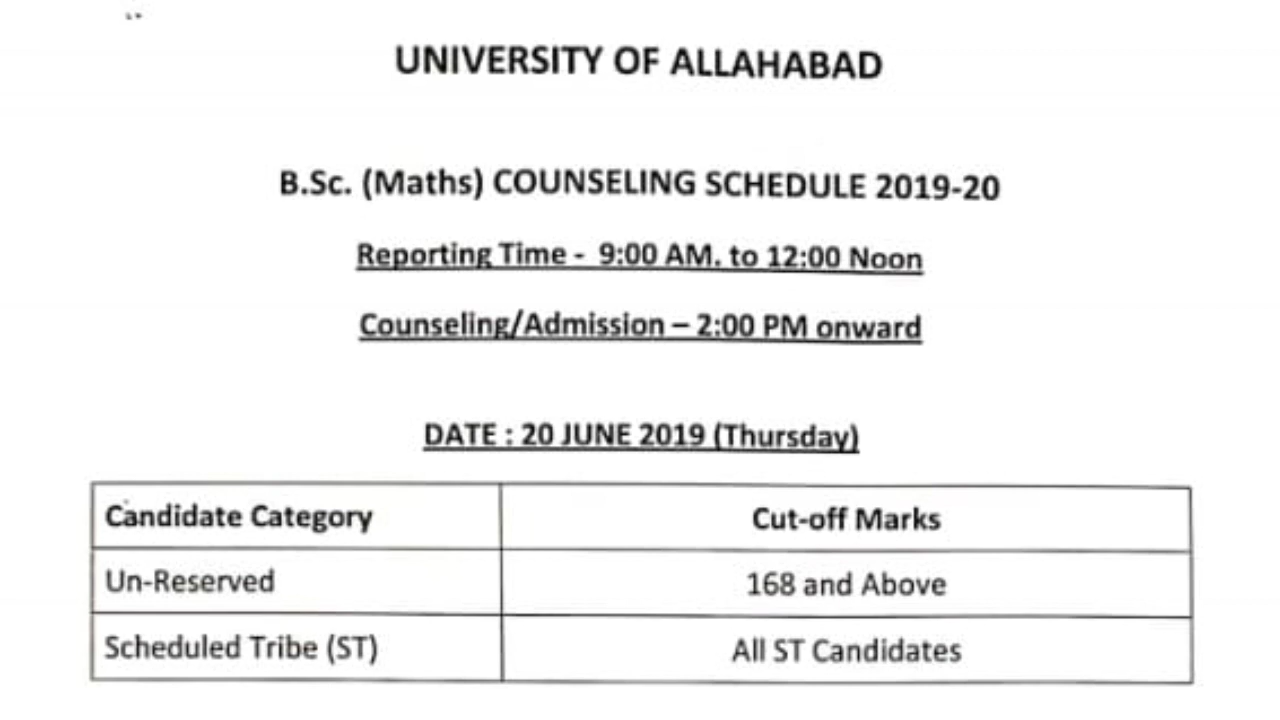 UNIVERSITY OF ALLAHABAD
B.Sc. (Maths) COUNSELING SCHEDULE 2019-20
Reporting Time - 9:00 AM. to 12:00 Noon
Counseling/Admission – 2:00 PM onward
DATE : 20 JUNE 2019 (Thursday)
Candidate Category Cut-off Marks
Un-Reserved 168 and Above
Scheduled Tribe (ST) All ST Candidates